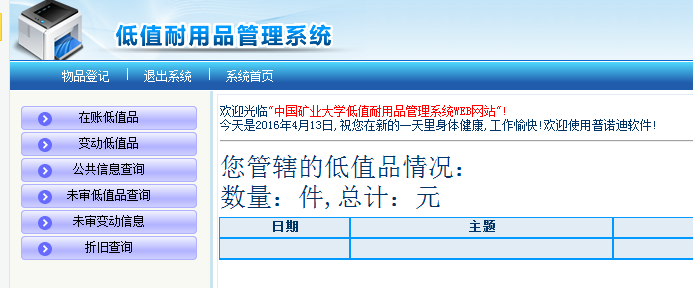 低值耐用品管理系统
物品登记 退出系统 系统首页
在账低值品
变动低值品
公共信息查询
未审低值品查询
未审变动信息
折旧查询
欢迎光临"中国矿业大学低值耐用品管理系统WEB网站"!
今天是2016年4月13日,祝您在新的一天里身体健康,工作愉快!欢迎使用普诺迪软件!
您管辖的低值品情况:
数量: 件,总计: 元
日期 主题